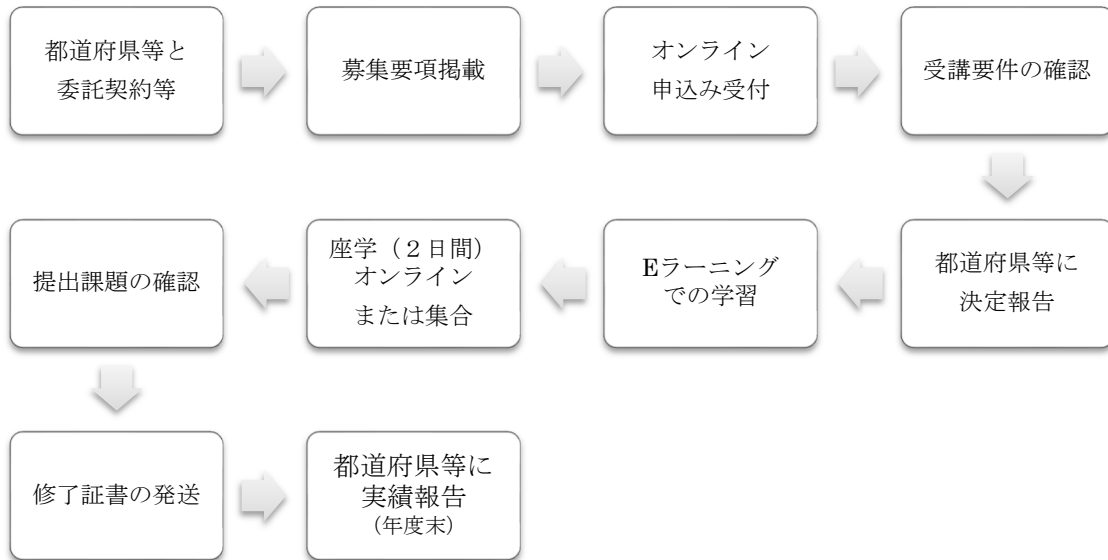 都道府県等と
委託契約等
募集要項掲載
オンライン
申込み受付
受講要件の確認
都道府県等に
決定報告
Eラーニング
での学習
座学（２日間）
オンライン
または集合
提出課題の確認
修了証書の発送
都道府県等に
実績報告
（年度末）